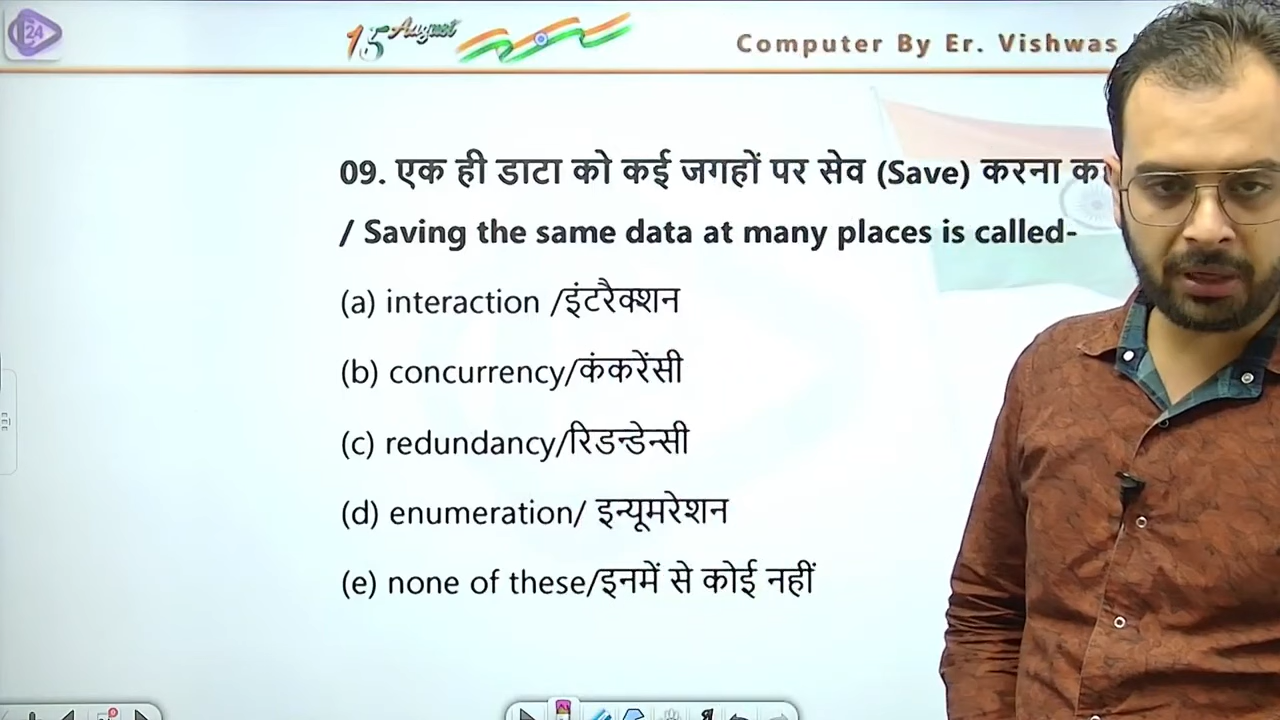 24
15 August
Computer By Er. Vishwas
09. एक ही डाटा को कई जगहों पर सेव (Save) करना
/ Saving the same data at many places is called-
(a) interaction /इंटरैक्शन
(b) concurrency/कंकरेंसी
(c) redundancy/रिडन्डेन्सी
(d) enumeration/ इन्यूमरेशन
(e) none of these/इनमें से कोई नहीं